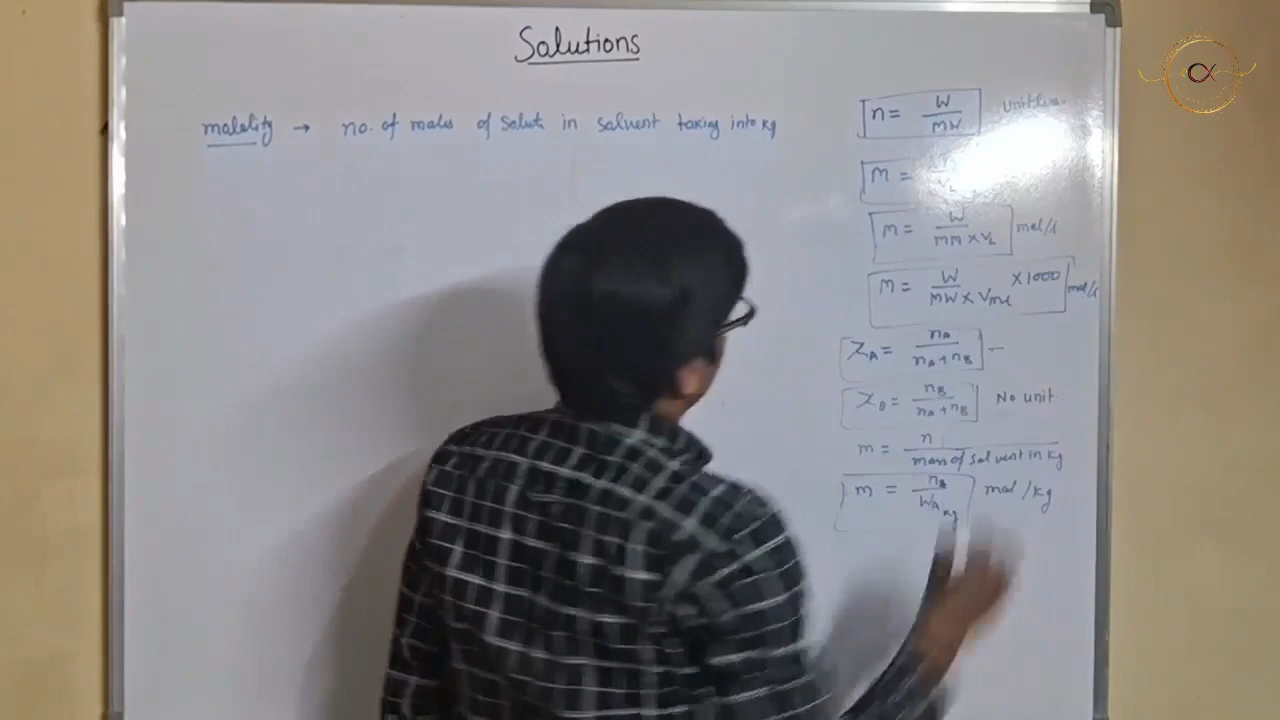 Solutions
molality → no. of moles of solute in solvent taking into kg
n = W / MW Unitless
M = n / VL
M = W / MM × VL mol/L
M = W / MW × VmL × 1000 mol/L
XA = nA / nA + nB –
XB = nB / nA + nB No unit
m = n / mass of solvent in kg
m = nB / WA kg mol/kg